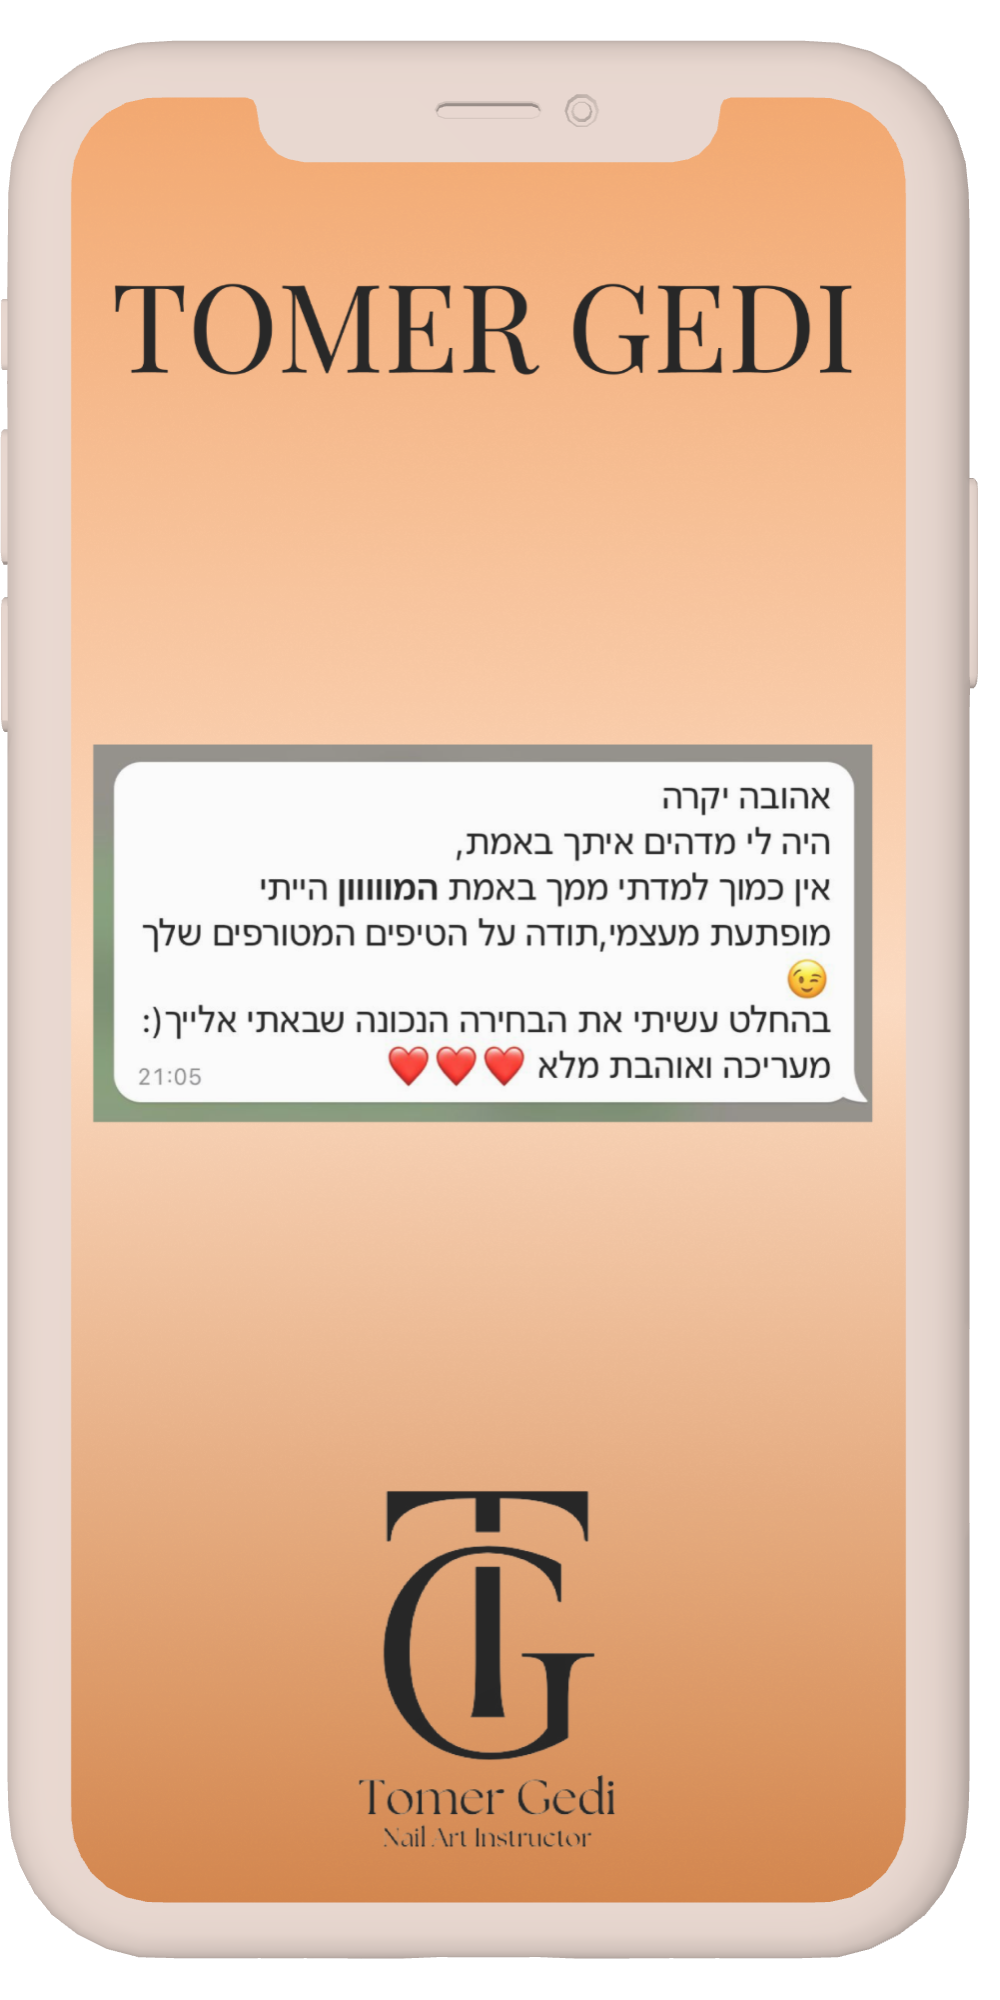 TOMER GEDI
אהובה יקרה
היה לי מדהים איתך באמת,
אין כמוך למדתי ממך באמת המוווווון הייתי
מופתעת מעצמי,תודה על הטיפים המטורפים שלך
😉
בהחלט עשיתי את הבחירה הנכונה שבאתי אלייך(:
מעריכה ואוהבת מלא ❤️❤️❤️
21:05
TG
Tomer Gedi
Nail Art Instructor